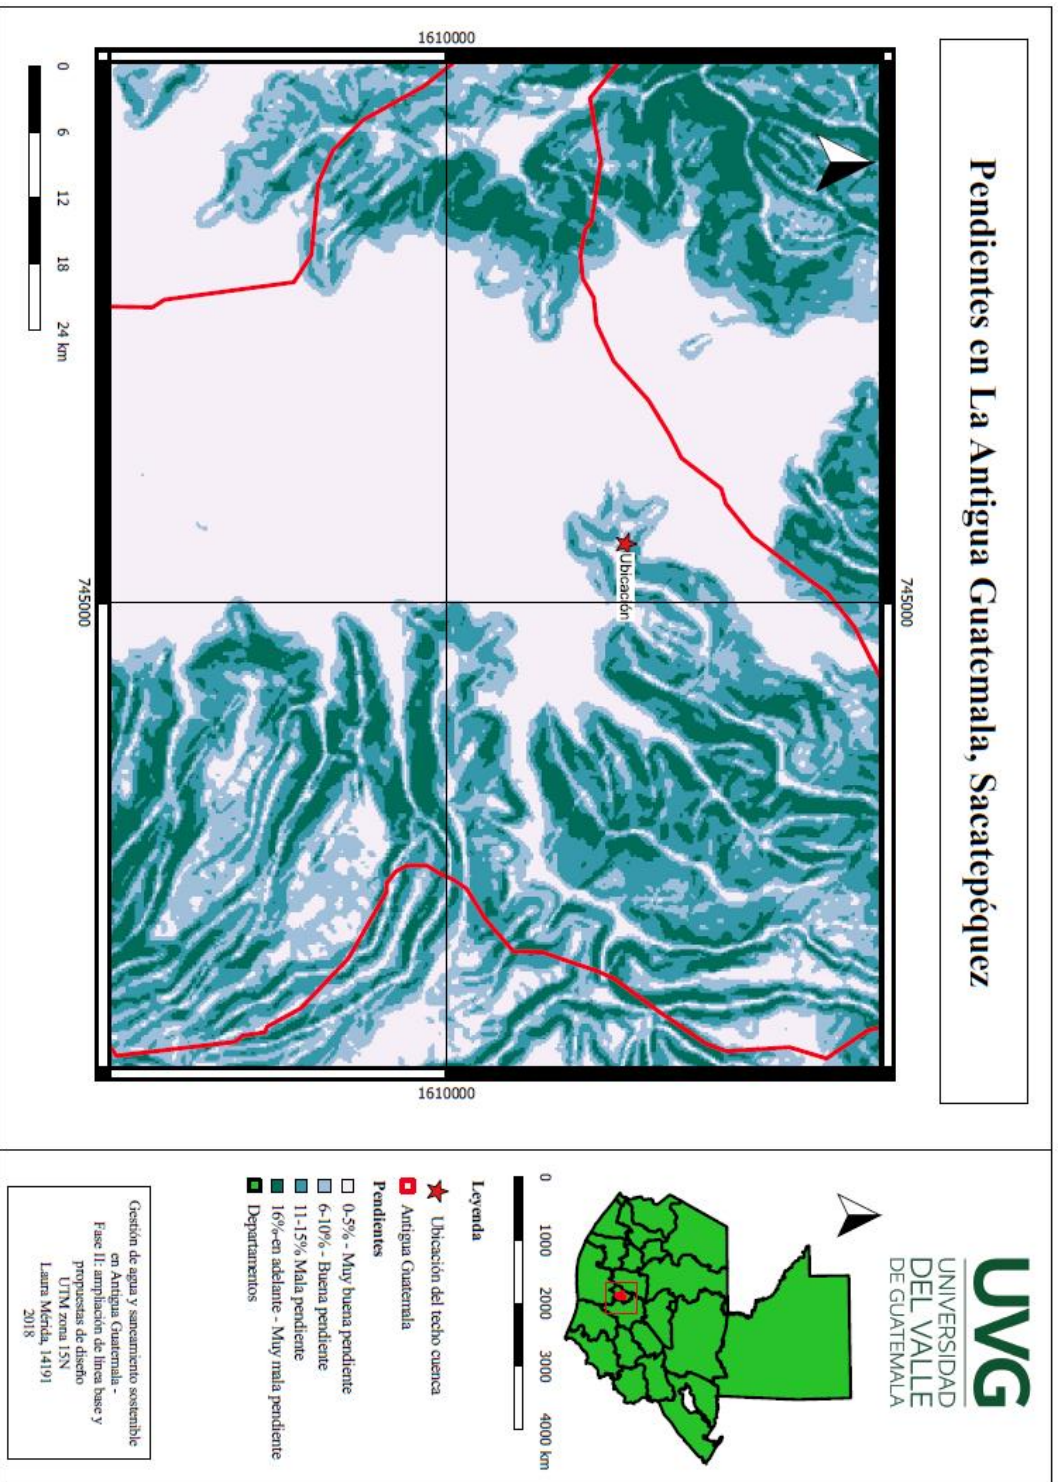 Pendientes en La Antigua Guatemala, Sacatepéquez
745000
1610000
1610000
Ubicación
745000
0 6 12 18 24 km
UVG
UNIVERSIDAD
DEL VALLE
DE GUATEMALA
0 1000 2000 3000 4000 km
Leyenda
Ubicación del techo cuenca
Antigua Guatemala
Pendientes
0-5% - Muy buena pendiente
6-10% - Buena pendiente
11-15% Mala pendiente
16%-en adelante - Muy mala pendiente
Departamentos
Gestión de agua y saneamiento sostenible
en Antigua Guatemala -
Fase II: ampliación de línea base y
propuestas de diseño
UTM zona 15N
Laura Mérida, 14191
2018